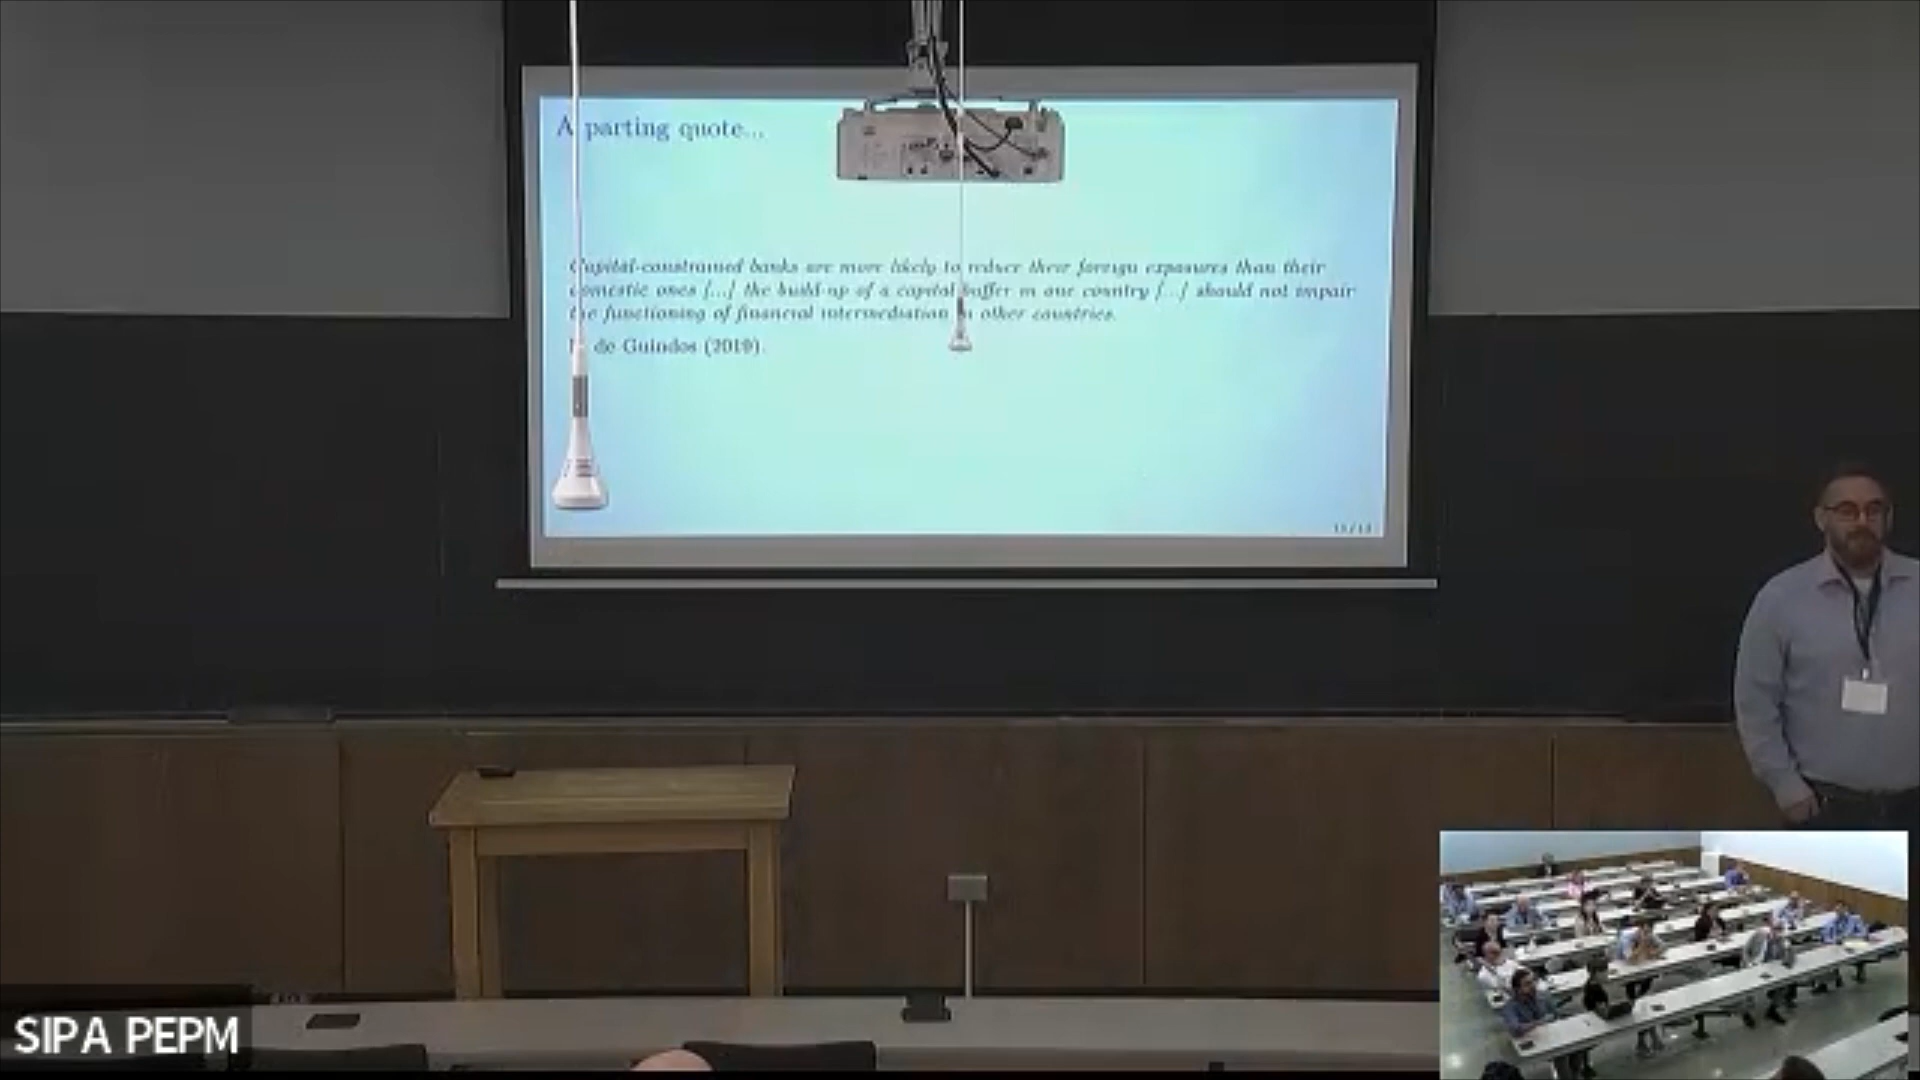 A parting quote...
Capital-constrained banks are more likely to reduce their foreign exposures than their
domestic ones [...] the build-up of a capital buffer in one country [...] should not impair
the functioning of financial intermediation in other countries.
de Guindos (2019).
SIPA PEPM